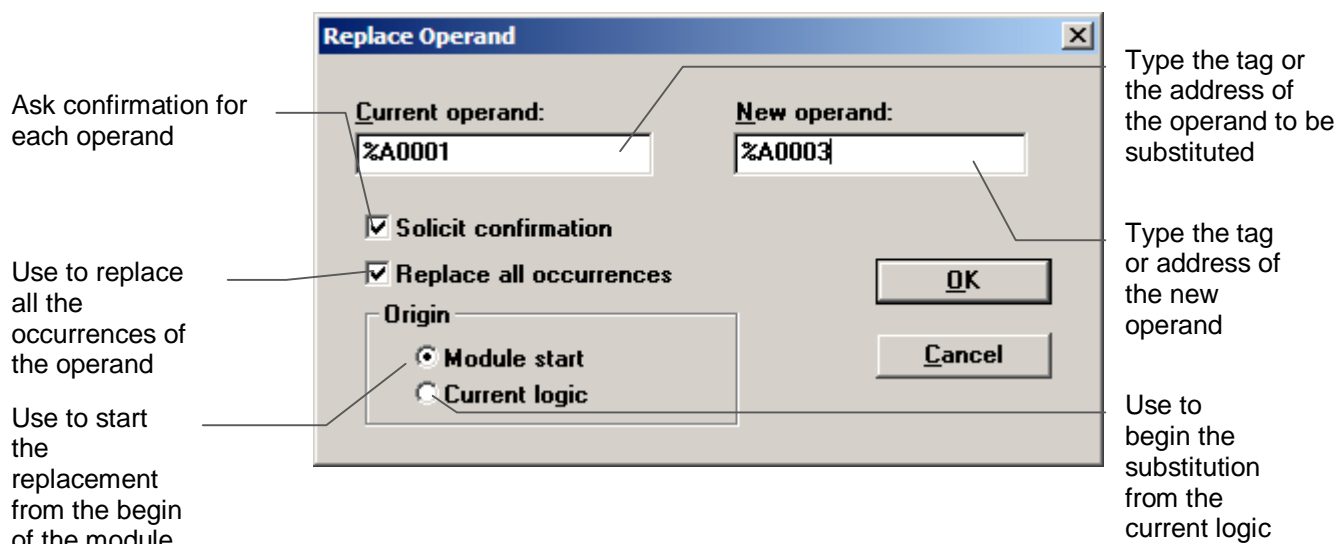 Replace Operand
Ask confirmation for
each operand
Current operand:
%A0001
New operand:
%A0003
Type the tag or
the address of
the operand to be
substituted
Solicit confirmation
Replace all occurrences
Use to replace
all the
occurrences of
the operand
OK
Cancel
Type the tag
or address of
the new
operand
Origin
Module start
Current logic
Use to start
the
replacement
from the begin
of the module
Use to
begin the
substitution
from the
current logic